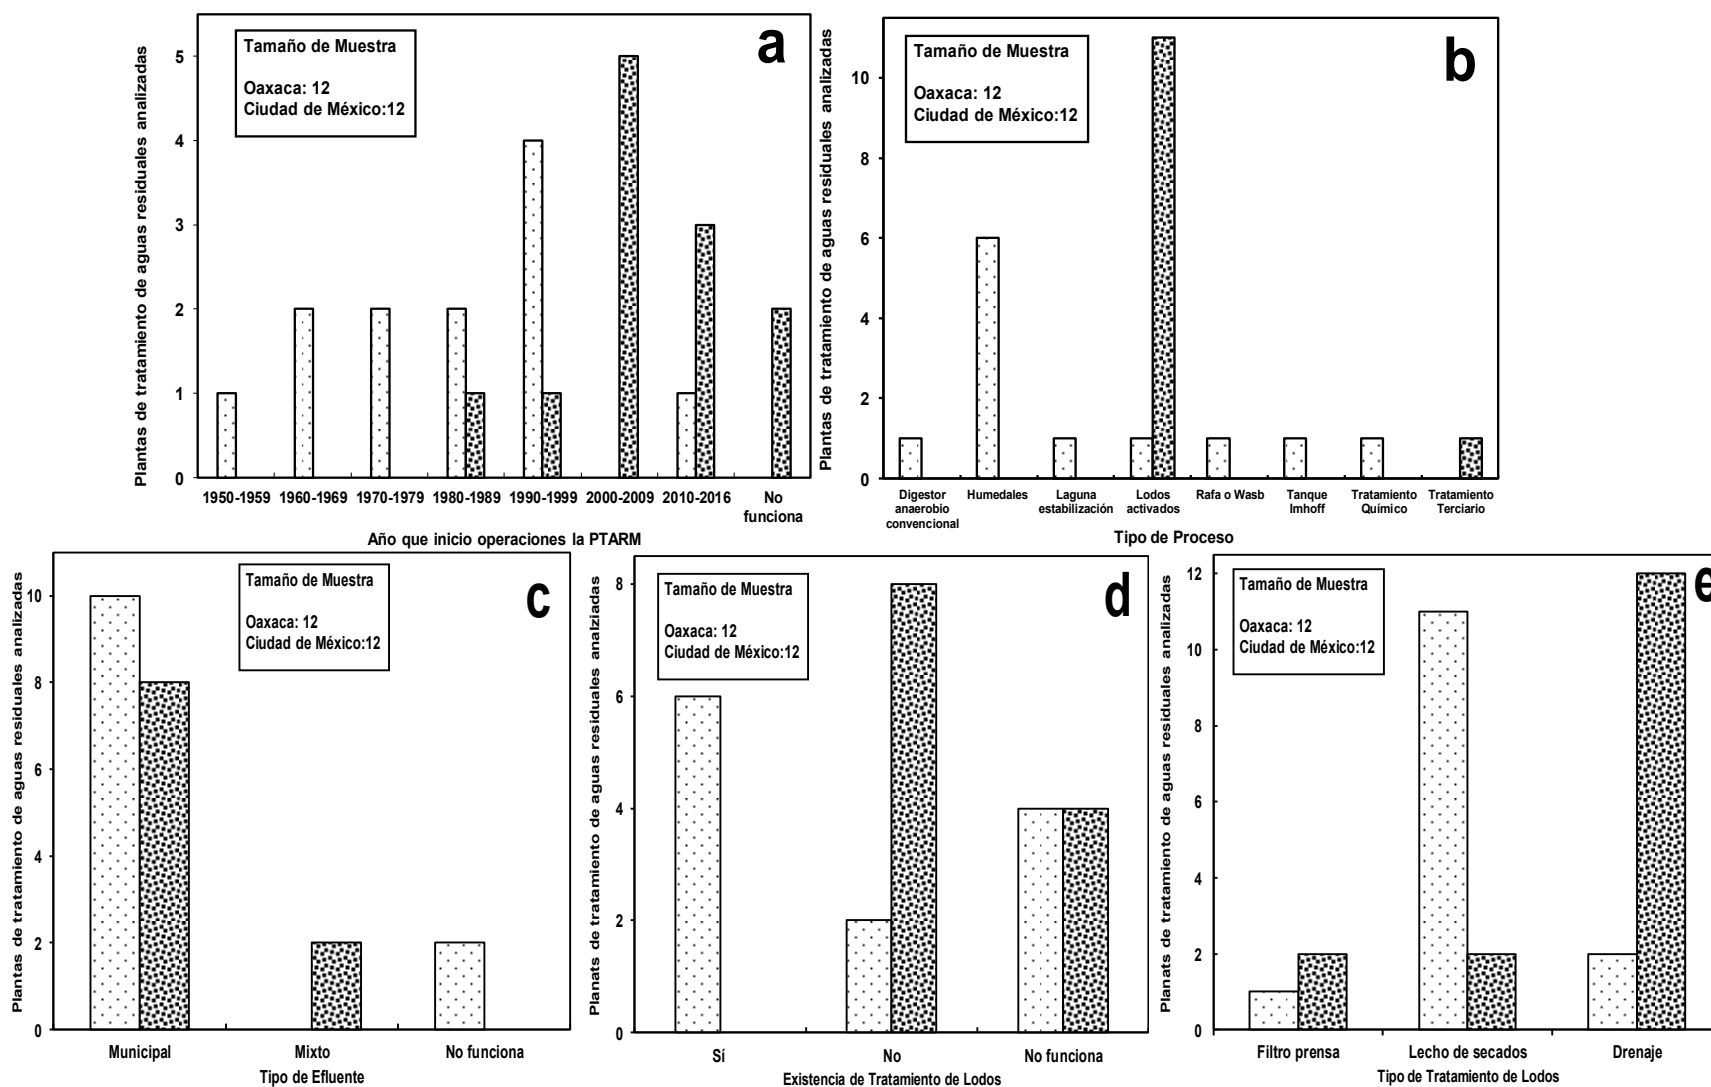 Plantas de tratamiento de aguas residuales analizadas
5
4
3
2
1
0
Tamaño de Muestra
Oaxaca: 12
Ciudad de México:12
a
1950-1959 1960-1969 1970-1979 1980-1989 1990-1999 2000-2009 2010-2016 No
funciona
Año que inicio operaciones la PTARM
Plantas de tratamiento de aguas residuales analizadas
10
8
6
4
2
0
Tamaño de Muestra
Oaxaca: 12
Ciudad de México:12
b
Digestor Humedales Laguna Lodos Rafa o Wasb Tanque Tratamiento Tratamiento
anaerobio estabilización activados Imhoff Químico Terciario
convencional
Tipo de Proceso
Plantas de tratamiento de aguas residuales analizadas
10
8
6
4
2
0
Tamaño de Muestra
Oaxaca: 12
Ciudad de México:12
c
Municipal Mixto No funciona
Tipo de Efluente
Planats de tratamiento de aguas residuales analziadas
8
6
4
2
0
Tamaño de Muestra
Oaxaca: 12
Ciudad de México:12
d
Sí No No funciona
Existencia de Tratamiento de Lodos
Planats de tratamiento de aguas residuales analizadas
12
10
8
6
4
2
0
Tamaño de Muestra
Oaxaca: 12
Ciudad de México:12
e
Filtro prensa Lecho de secados Drenaje
Tipo de Tratamiento de Lodos